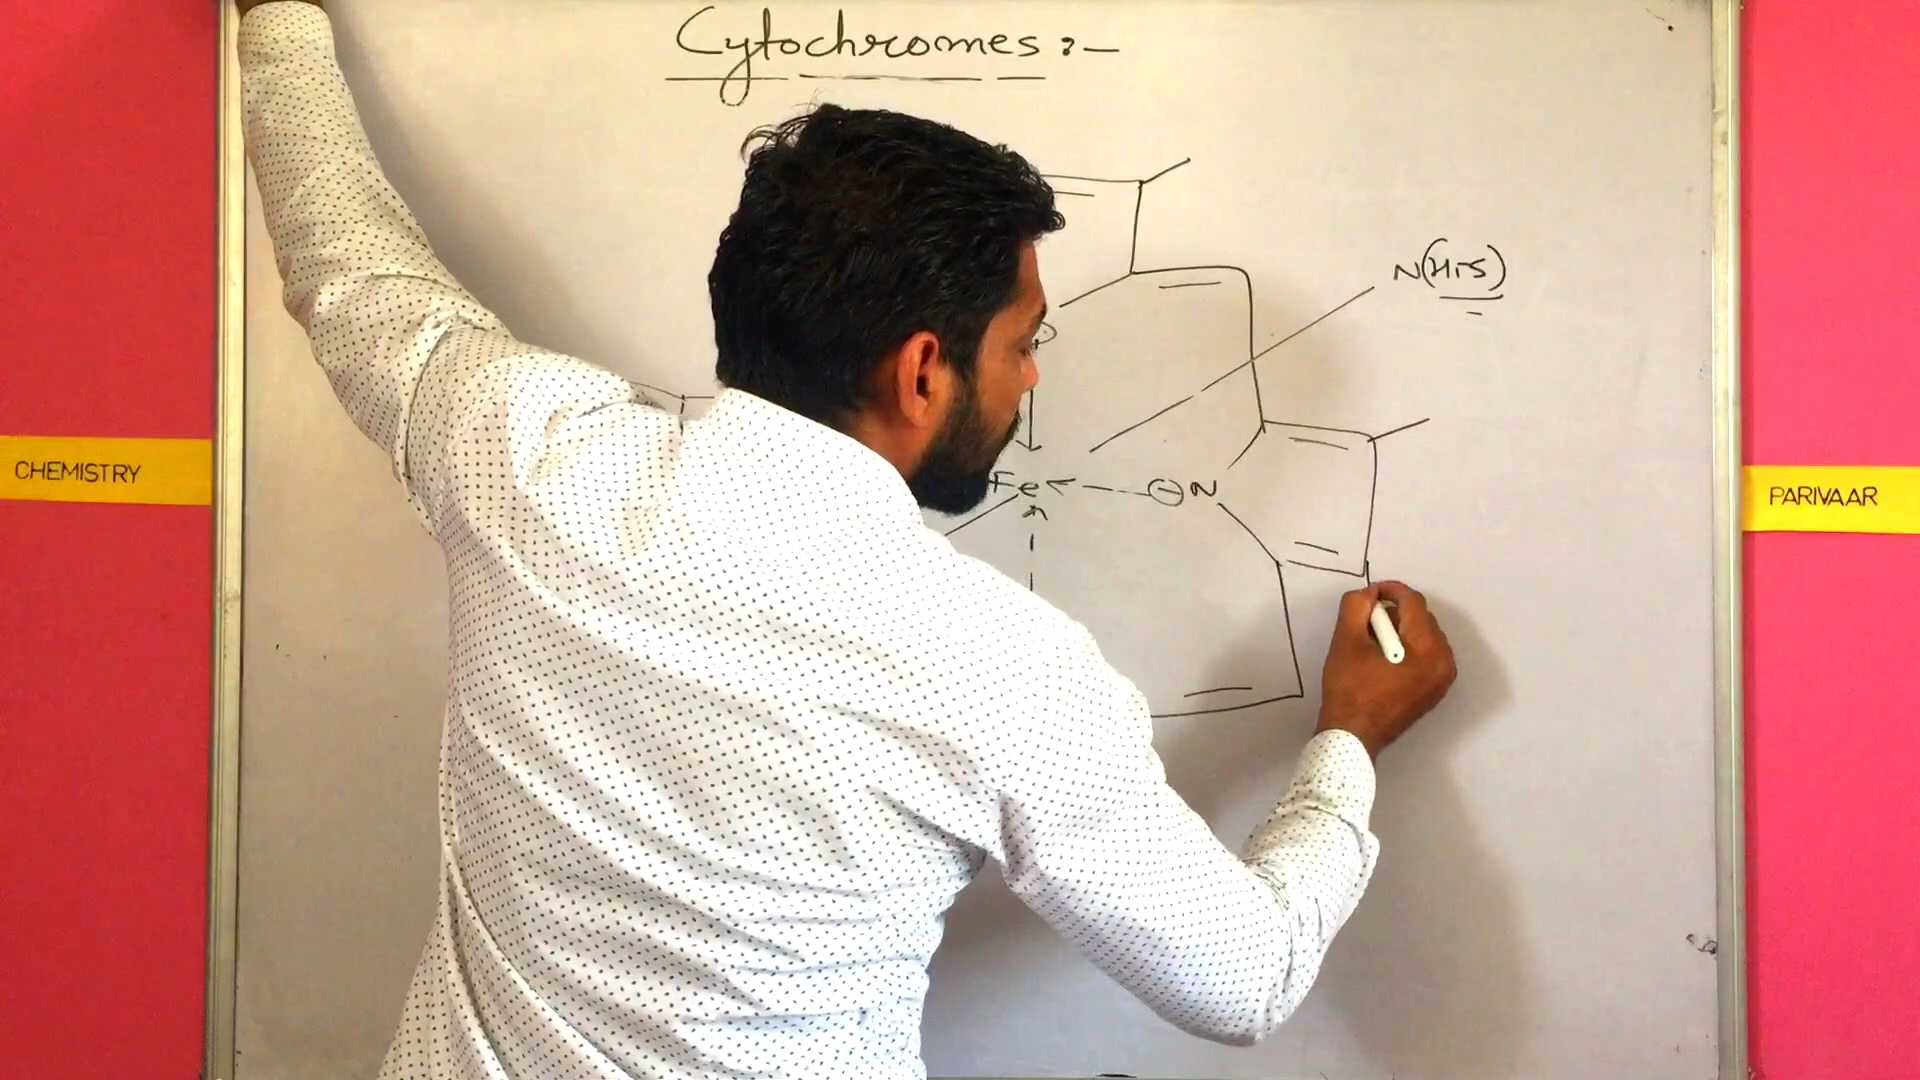 Cytochromes :-
N(His)
Fe
N
CHEMISTRY
PARIVAAR